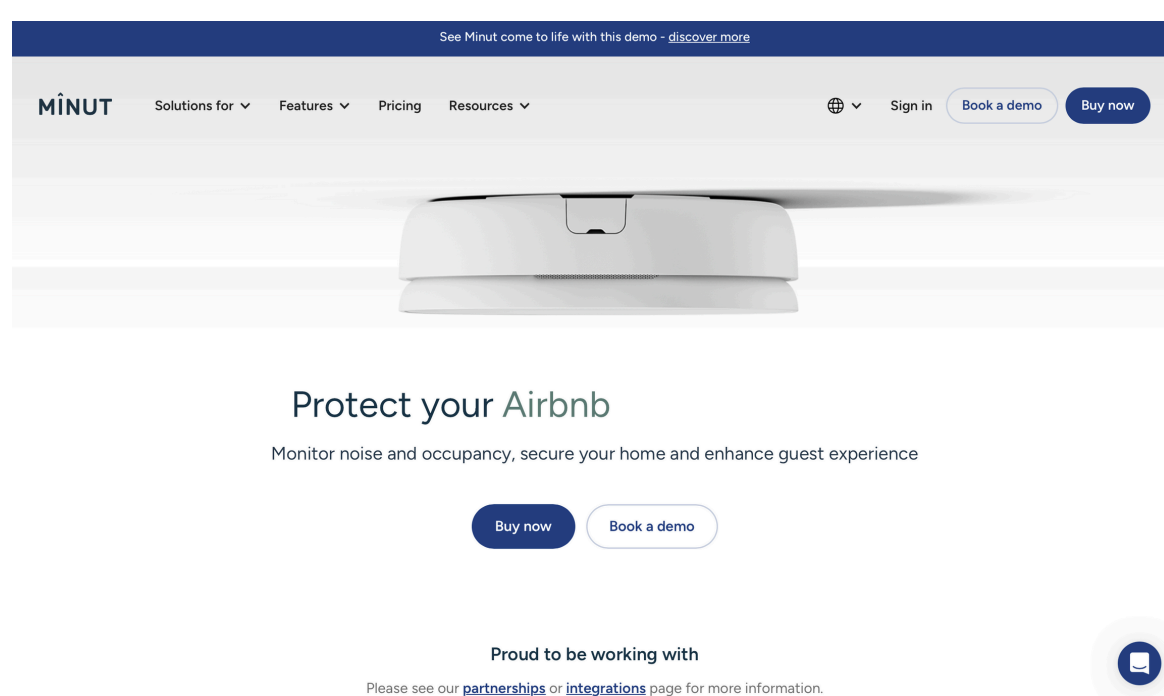 See Minut come to life with this demo - discover more
MÎNUT
Solutions for
Features
Pricing
Resources
Sign in
Book a demo
Buy now
Protect your Airbnb
Monitor noise and occupancy, secure your home and enhance guest experience
Buy now
Book a demo
Proud to be working with
Please see our partnerships or integrations page for more information.